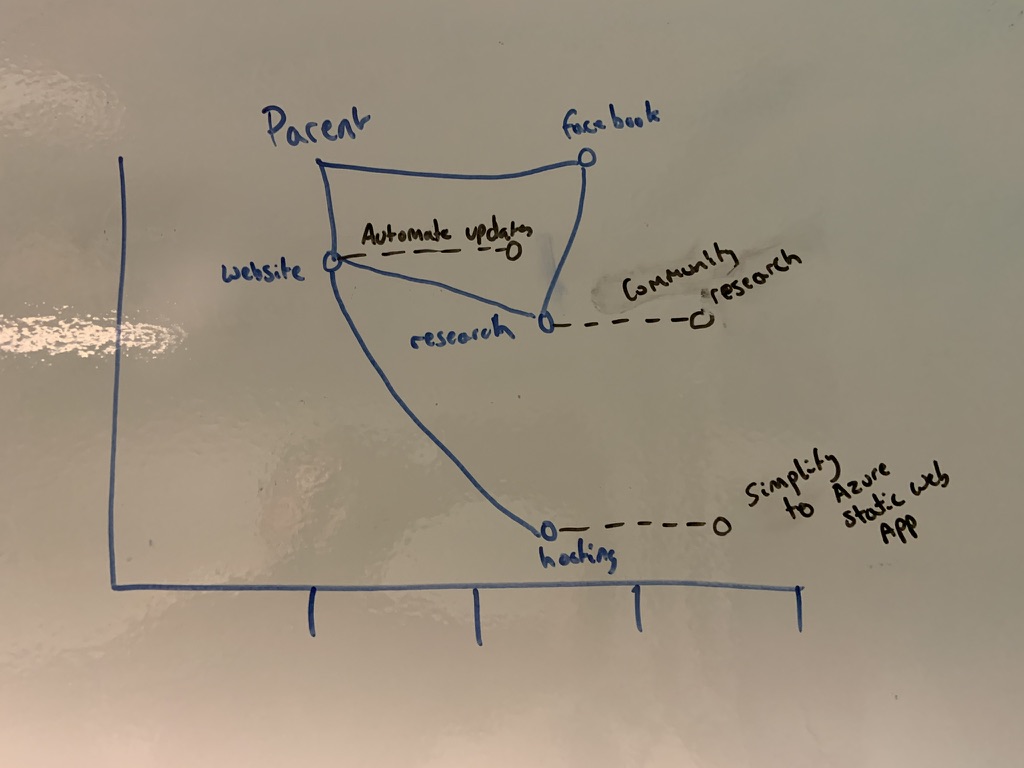 Parent
facebook
Automate updates
website
Community
research
research
Simplify
to Azure
static web
APP
hosting